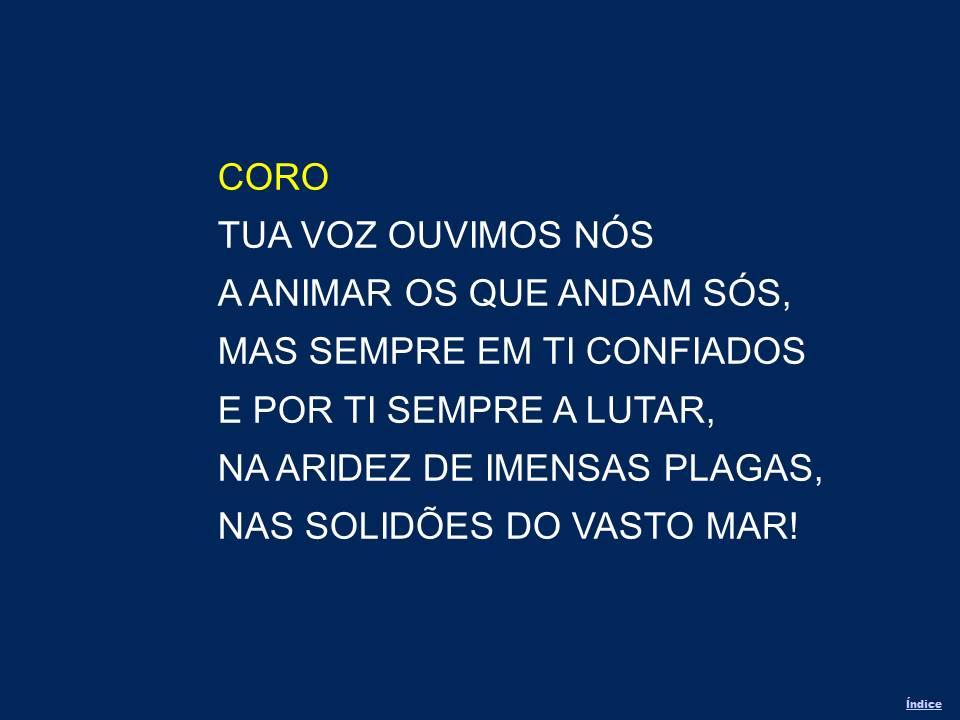 CORO
TUA VOZ OUVIMOS NÓS
A ANIMAR OS QUE ANDAM SÓS,
MAS SEMPRE EM TI CONFIADOS
E POR TI SEMPRE A LUTAR,
NA ARIDEZ DE IMENSAS PLAGAS,
NAS SOLIDÕES DO VASTO MAR!
Índice